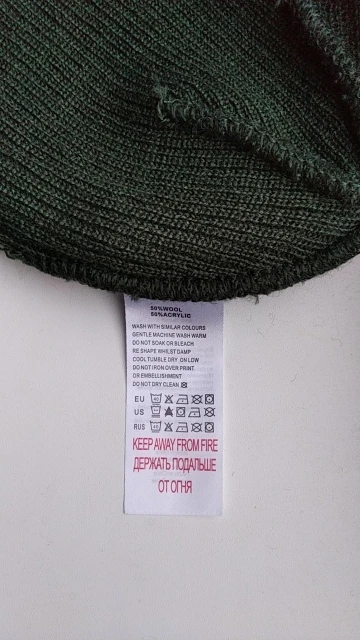 50%WOOL
50%ACRYLIC
WASH WITH SIMILAR COLOURS
GENTLE MACHINE WASH WARM
DO NOT SOAK OR BLEACH
RE SHAPE WHILST DAMP
COOL TUMBLE DRY ON LOW
DO NOT IRON OVER PRINT
OR EMBELLISHMENT
DO NOT DRY CLEAN
EU
US
RUS
KEEP AWAY FROM FIRE
ДЕРЖАТЬ ПОДАЛЬШЕ
ОТ ОГНЯ